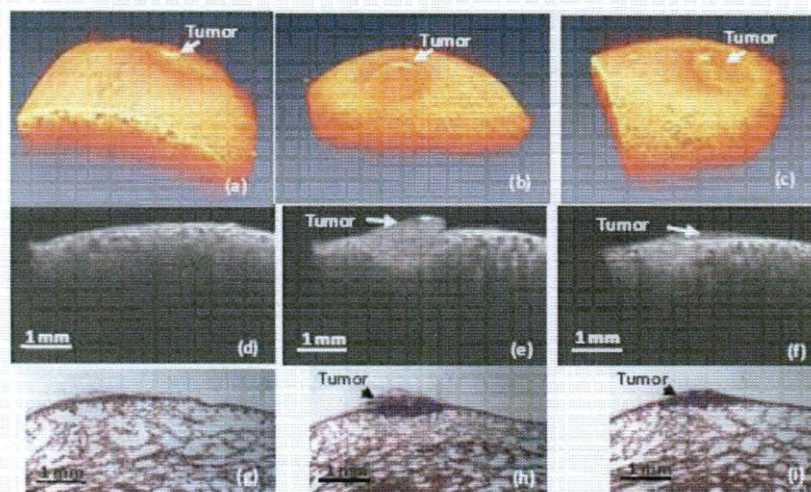 Tumor
Tumor
Tumor
(a)
(b)
(c)
Tumor
Tumor
1 mm
(d)
(e)
1 mm
(f)
Tumor
Tumor
1 mm
(g)
1 mm
(h)
1 mm
(i)